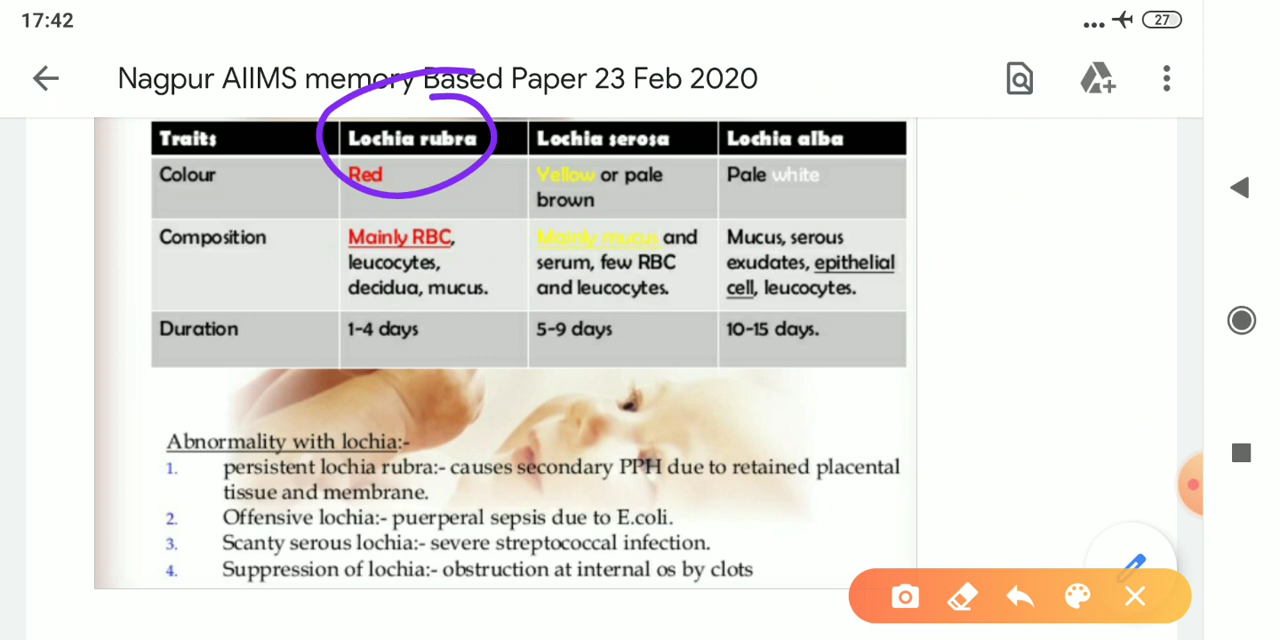 17:42
27
Nagpur AIIMS memory Based Paper 23 Feb 2020
Traits Lochia rubra Lochia serosa Lochia alba
Colour Red Yellow or pale Pale white
brown
Composition Mainly RBC, Mainly mucus and Mucus, serous
leucocytes, serum, few RBC exudates, epithelial
decidua, mucus. and leucocytes. cell, leucocytes.
Duration 1-4 days 5-9 days 10-15 days.
Abnormality with lochia:-
1. persistent lochia rubra:- causes secondary PPH due to retained placental
tissue and membrane.
2. Offensive lochia:- puerperal sepsis due to E.coli.
3. Scanty serous lochia:- severe streptococcal infection.
4. Suppression of lochia:- obstruction at internal os by clots